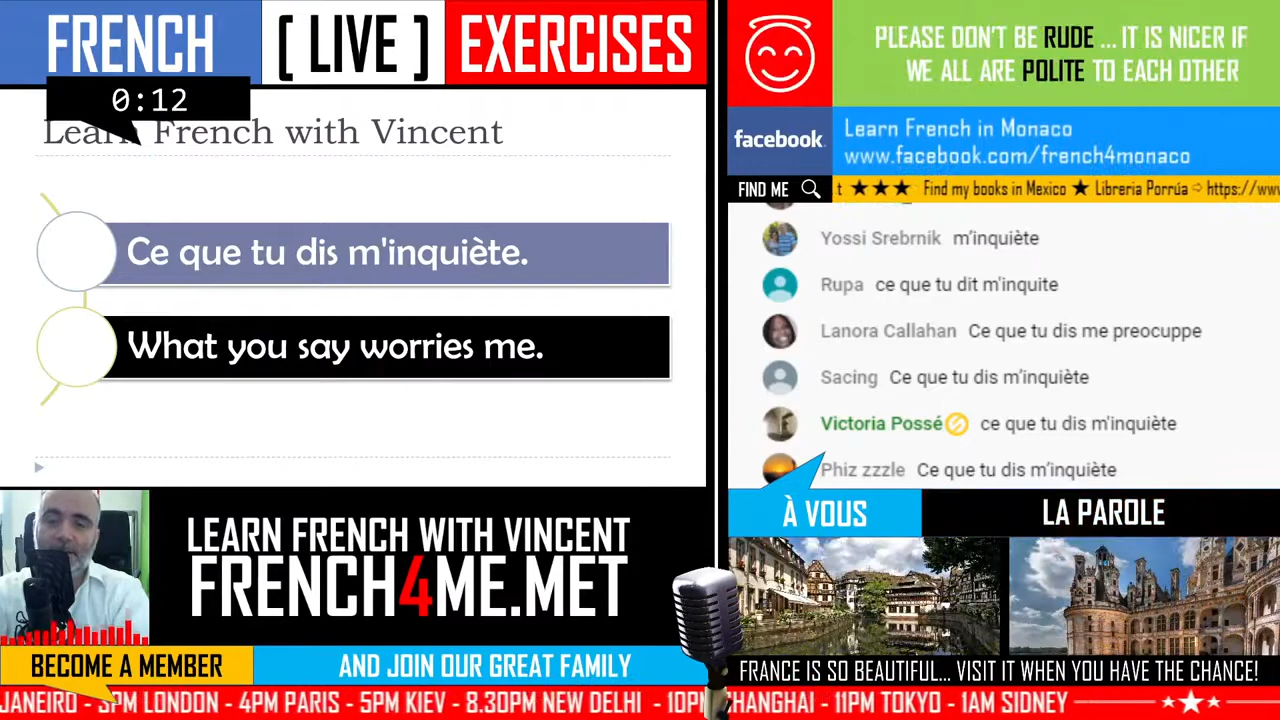 FRENCH [ LIVE ] EXERCISES
0:12
Learn French with Vincent
Ce que tu dis m'inquiète.
What you say worries me.
LEARN FRENCH WITH VINCENT
FRENCH4ME.MET
BECOME A MEMBER
AND JOIN OUR GREAT FAMILY
PLEASE DON'T BE RUDE ... IT IS NICER IF
WE ALL ARE POLITE TO EACH OTHER
facebook.
Learn French in Monaco
www.facebook.com/french4monaco
FIND ME
t ★★★ Find my books in Mexico ★ Libreria Porrúa ➩ https://www
Yossi Srebrnik m'inquiète
Rupa ce que tu dit m'inquite
Lanora Callahan Ce que tu dis me preocuppe
Sacing Ce que tu dis m'inquiète
Victoria Possé ce que tu dis m'inquiète
Phiz zzzle Ce que tu dis m'inquiète
À VOUS
LA PAROLE
FRANCE IS SO BEAUTIFUL... VISIT IT WHEN YOU HAVE THE CHANCE!
JANEIRO - 3PM LONDON - 4PM PARIS - 5PM KIEV - 8.30PM NEW DELHI - 10PM SHANGHAI - 11PM TOKYO - 1AM SIDNEY